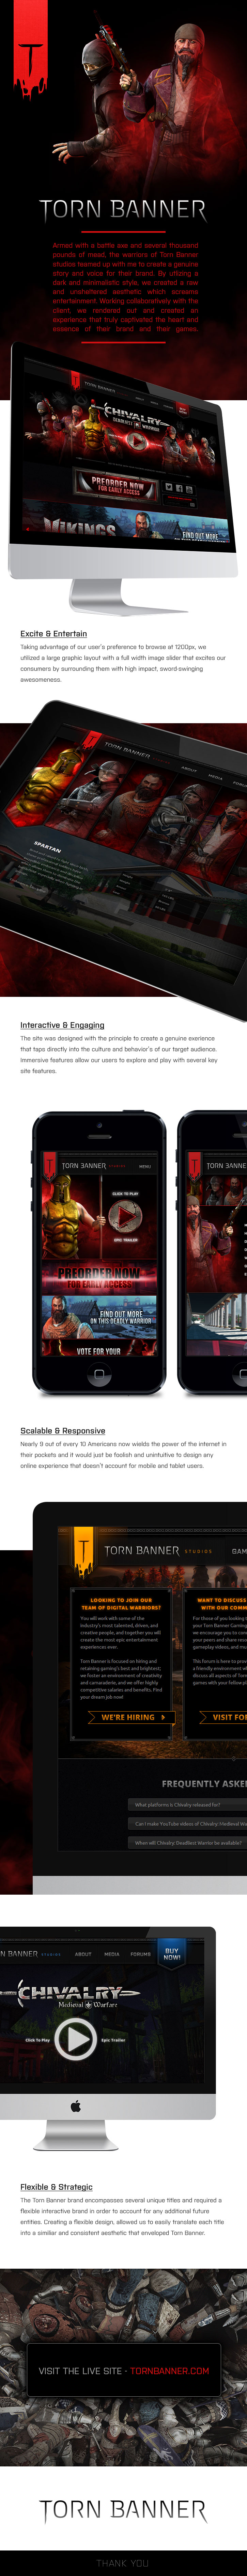 T
TORN BANNER
Armed with a battle axe and several thousand
pounds of mead, the warriors of Torn Banner
studios teamed up with me to create a genuine
story and voice for their brand. By utlizing a
dark and minimalistic style, we created a raw
and unsheltered aesthetic which screams
entertainment. Working collaboratively with the
client, we rendered out and created an
experience that truly captivated the heart and
essence of their brand and their games.
TORN BANNER
CHIVALRY
DEADLIEST WARRIOR
PREORDER NOW
FOR EARLY ACCESS
VIKINGS
FIND OUT MORE
Excite & Entertain
Taking advantage of our user's preference to browse at 1200px, we
utilized a large graphic layout with a full width image slider that excites our
consumers by surrounding them with high impact, sword-swinging
awesomeness.
TORN BANNER
ABOUT
MEDIA
SPARTAN
Interactive & Engaging
The site was designed with the principle to create a genuine exerience
that taps directly into the culture and behavior's of our target audience.
Immersive features allow our users to explore and play with several key
site features.
TORN BANNER STUDIOS MENU
TORN BANNE
CLICK TO PLAY
EPIC TRAILER
PREORDER NOW
FOR EARLY ACCESS
FIND OUT MORE
ON THIS DEADLY WARRIOR
VOTE FOR YOUR
Scalable & Responsive
Nearly 9 out of every 10 Americans now wields the power of the internet in
their pockets and it would just be foolish and unintuitive to design any
online experience that doesn't account for mobile and tablet users.
T
TORN BANNER STUDIOS GAM
LOOKING TO JOIN OUR
TEAM OF DIGITAL WARRIORS?
You will work with some of the
industry's most talented, driven, and
creative people, and together you will
create the most epic entertainment
experiences ever.
Torn Banner is focused on hiring and
retaining gaming's best and brightest;
we foster an environment of creativity
and camaraderie, and we offer highly
competitive salaries and benefits. Find
your dream job now!
WE'RE HIRING
WANT TO DISCUSS
WITH OUR COMM
For those of you looking t
your Torn Banner Gaming
we encourage you to conn
your peers and share reso
gameplay videos, and mu
This forum is here to prov
a friendly environment of
discuss all aspects of Torn
games with your fellow pl
VISIT FO
FREQUENTLY ASKE
What platforms is Chivalry released for?
Can I make YouTube videos of Chivalry: Medieval Wa
When will Chivalry: Deadliest Warrior be available?
N BANNER STUDIOS ABOUT MEDIA FORUMS
BUY
NOW!
CHIVALRY
Medieval Warfare
Click To Play
Epic Trailer
Flexible & Strategic
The Torn Banner brand encompasses several unique titles and required a
flexible interactive brand in order to account for any additional future
entities. Creating a flexible design, allowed us to easily translate each title
into a similiar and consistent aesthetic that enveloped Torn Banner.
VISIT THE LIVE SITE - TORNBANNER.COM
TORN BANNER
THANK YOU